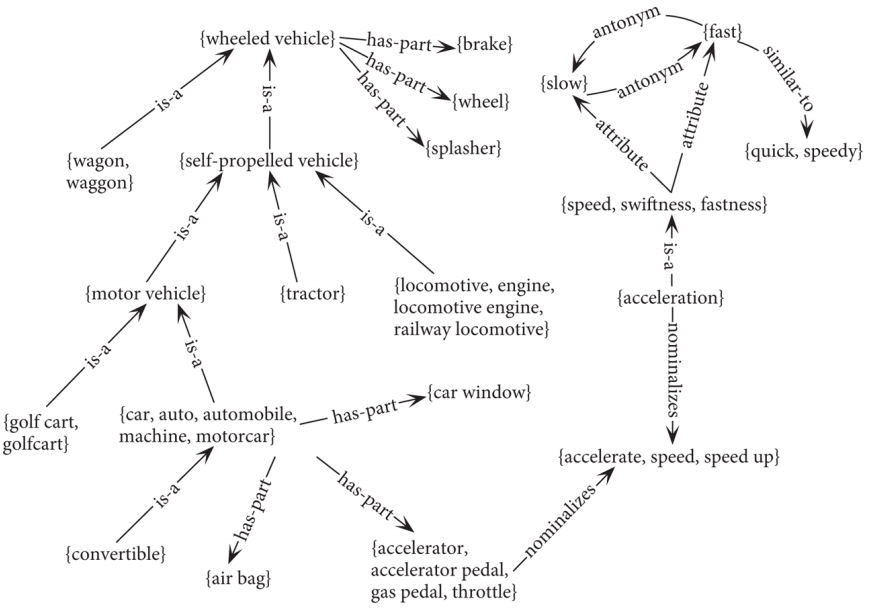 {wheeled vehicle}
has-part
{brake}
has-part
{wheel}
has-part
{splasher}
is-a
is-a
{wagon,
waggon}
{self-propelled vehicle}
is-a
is-a
is-a
{motor vehicle}
{tractor}
{locomotive, engine,
locomotive engine,
railway locomotive}
is-a
is-a
{golf cart,
golfcart}
{car, auto, automobile,
machine, motorcar}
has-part
{car window}
is-a
has-part
has-part
{convertible}
{air bag}
{accelerator,
accelerator pedal,
gas pedal, throttle}
nominalizes
antonym
{fast}
{slow}
antonym
similar-to
{quick, speedy}
attribute
attribute
{speed, swiftness, fastness}
is-a
{acceleration}
nominalizes
{accelerate, speed, speed up}